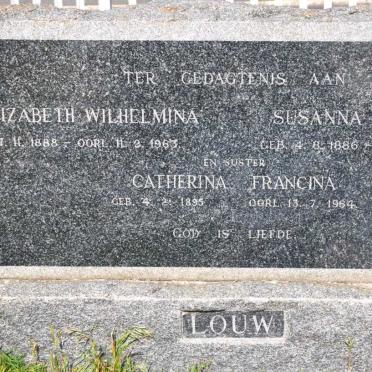 TER GEDAGTENIS AAN
IZABETH WILHELMINA SUSANNA
11. 1888 - OORL. 11. 2. 1963. GEB. 4. 8. 1886 -
EN SUSTER
CATHERINA FRANCINA
GEB. 4. 2. 1895 OORL. 13. 7. 1964.
GOD IS LIEFDE
LOUW